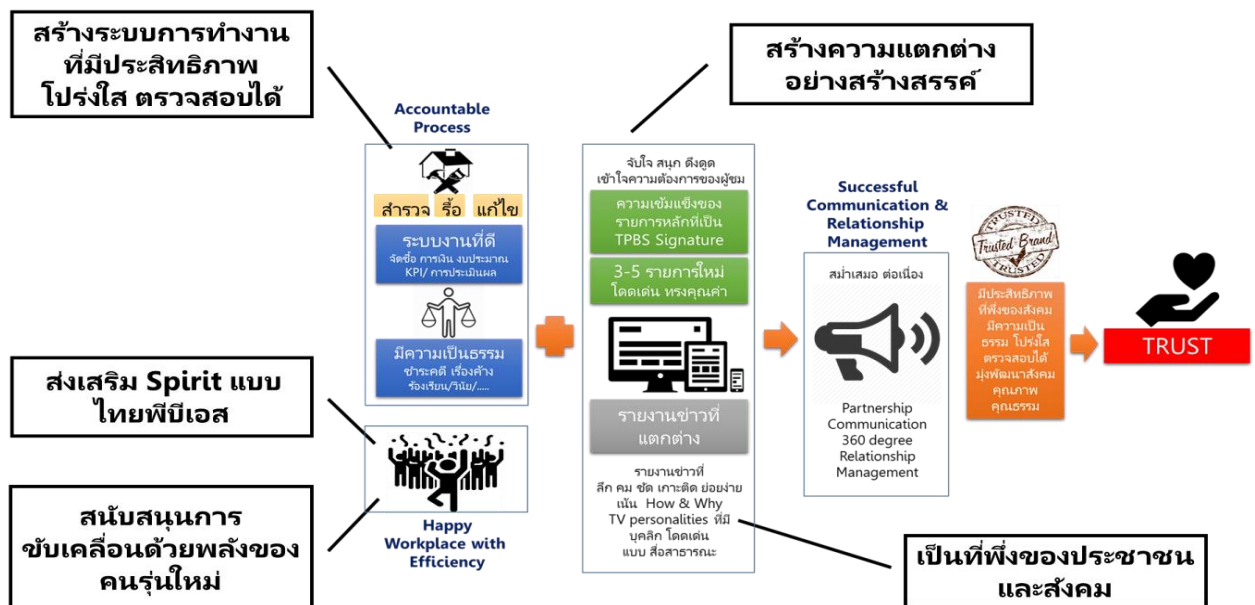 สร้างระบบการทำงาน
ที่มีประสิทธิภาพ
โปร่งใส ตรวจสอบได้
สร้างความแตกต่าง
อย่างสร้างสรรค์
Accountable
Process
สำรวจ รื้อ แก้ไข
ระบบงานที่ดี
จัดซื้อ การเงิน งบประมาณ
KPI/ การประเมินผล
มีความเป็นธรรม
ชำระคดี เรื่องค้าง
ร้องเรียน/วินัย/.....
ส่งเสริม Spirit แบบ
ไทยพีบีเอส
สนับสนุนการ
ขับเคลื่อนด้วยพลังของ
คนรุ่นใหม่
Happy
Workplace with
Efficiency
จับใจ สนุก ดึงดูด
เข้าใจความต้องการของผู้ชม
ความเข้มแข็งของ
รายการหลักที่เป็น
TPBS Signature
3-5 รายการใหม่
โดดเด่น ทรงคุณค่า
รายงานข่าวที่
แตกต่าง
รายงานข่าวที่
ลึก คม ชัด เกาะติด ย่อยง่าย
เน้น How & Why
TV personalities ที่มี
บุคลิก โดดเด่น
แบบ สื่อสาธารณะ
Successful
Communication &
Relationship
Management
สม่ำเสมอ ต่อเนื่อง
Partnership
Communication
360 degree
Relationship
Management
TRUSTED
Trusted Brand
TRUSTED
มีประสิทธิภาพ
ที่พึ่งของสังคม
มีความเป็น
ธรรม โปร่งใส
ตรวจสอบได้
มุ่งพัฒนาสังคม
คุณภาพ
คุณธรรม
TRUST
เป็นที่พึ่งของประชาชน
และสังคม